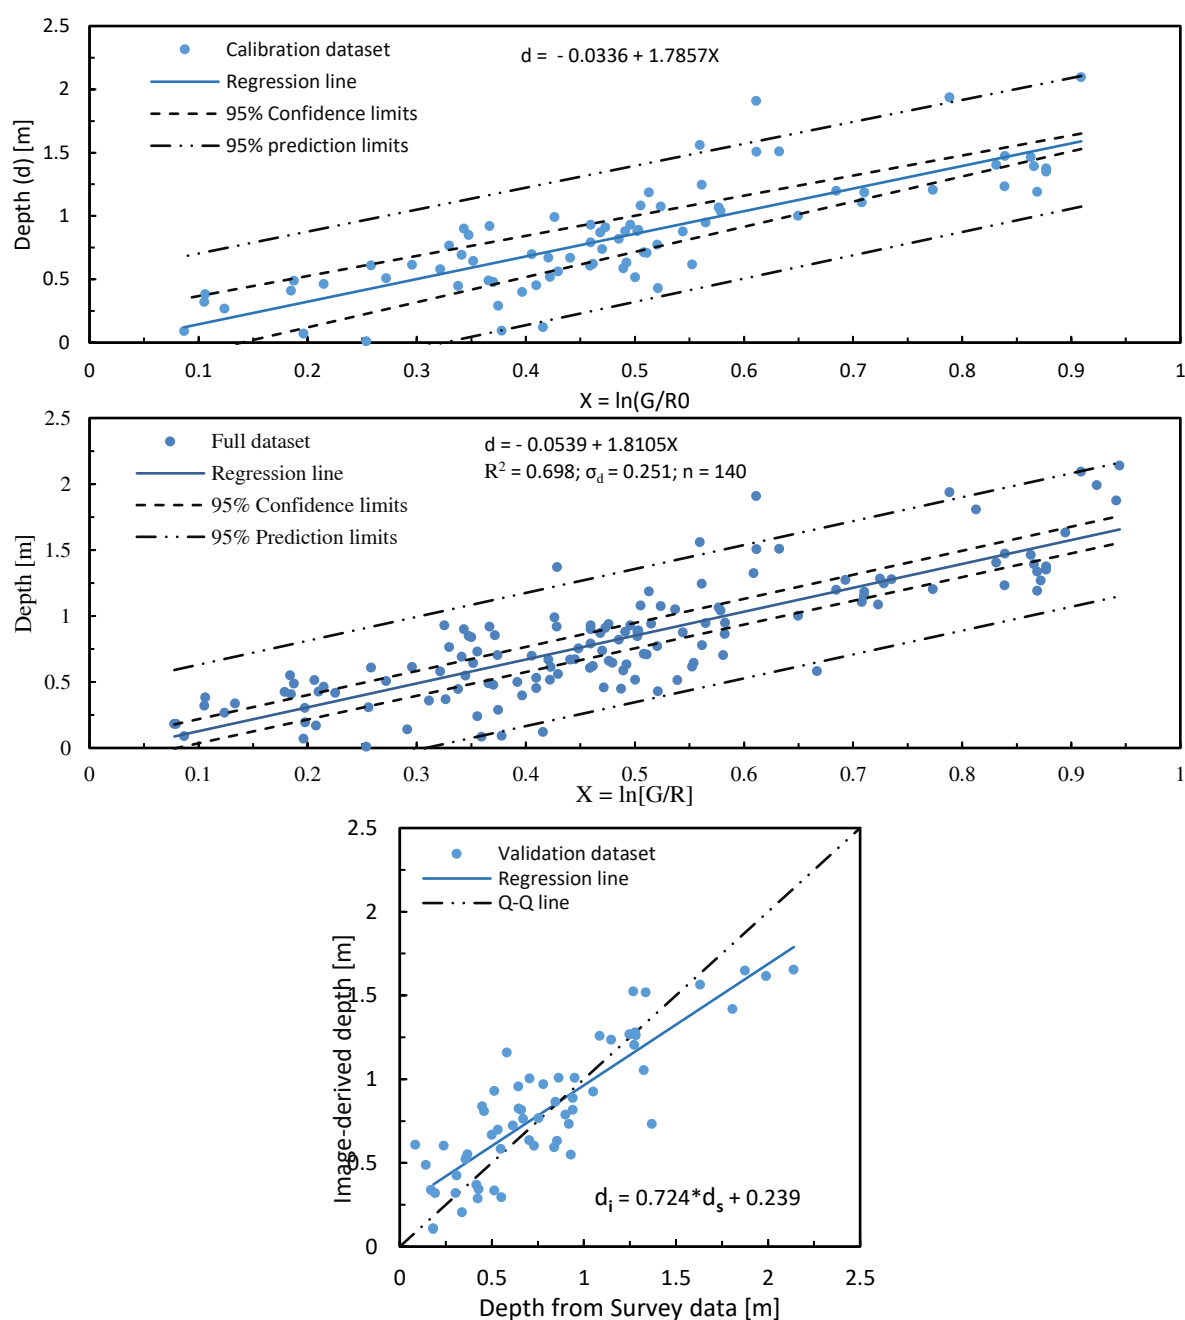 2.5
Calibration dataset
d = - 0.0336 + 1.7857X
Regression line
2
95% Confidence limits
95% prediction limits
1.5
Depth (d) [m]
1
0.5
0
0 0.1 0.2 0.3 0.4 0.5 0.6 0.7 0.8 0.9 1
X = ln(G/R0
2.5
Full dataset
d = - 0.0539 + 1.8105X
Regression line
R² = 0.698; σd = 0.251; n = 140
2
95% Confidence limits
95% Prediction limits
1.5
Depth [m]
1
0.5
0
0 0.1 0.2 0.3 0.4 0.5 0.6 0.7 0.8 0.9 1
X = ln[G/R]
2.5
Validation dataset
Regression line
Q-Q line
2
1.5
Image-derived depth [m]
1
0.5
di = 0.724*ds + 0.239
0
0 0.5 1 1.5 2 2.5
Depth from Survey data [m]